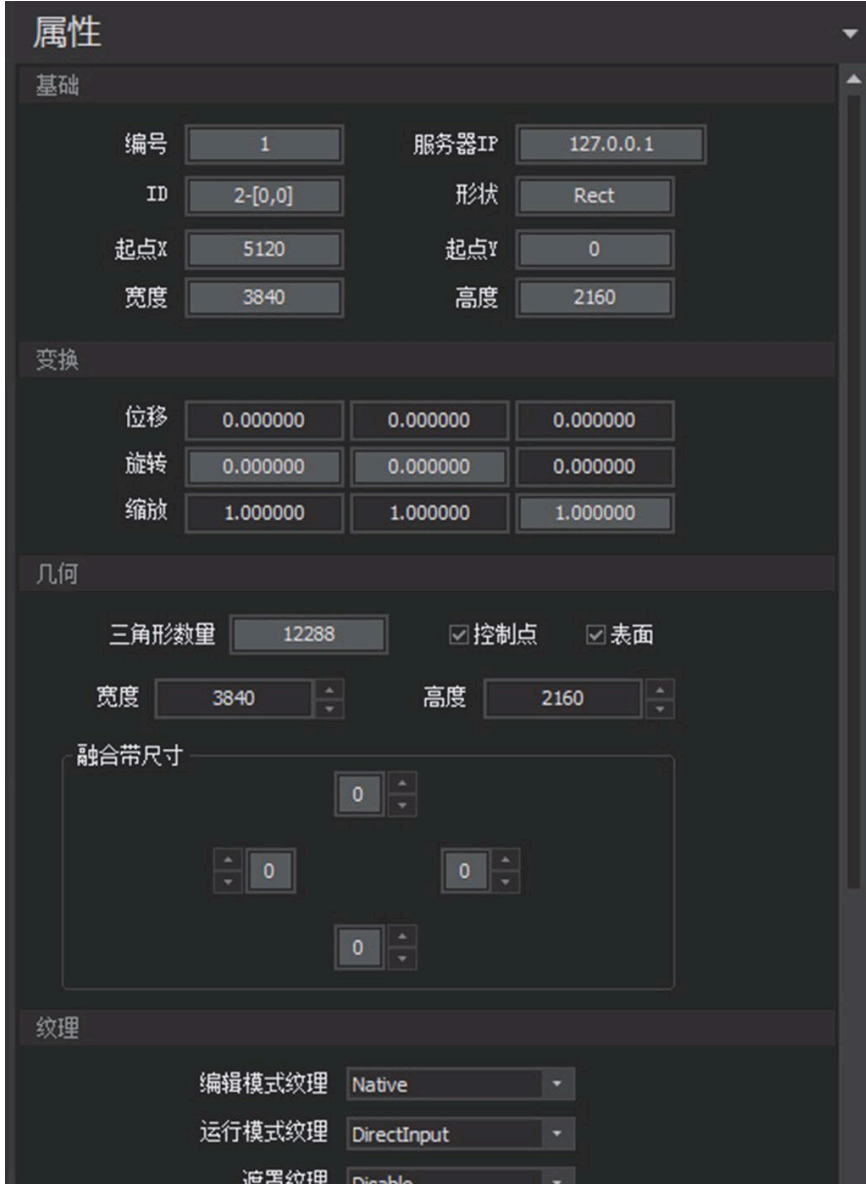 属性
基础
编号 1 服务器IP 127.0.0.1
ID 2-[0,0] 形状 Rect
起点X 5120 起点Y 0
宽度 3840 高度 2160
变换
位移 0.000000 0.000000 0.000000
旋转 0.000000 0.000000 0.000000
缩放 1.000000 1.000000 1.000000
几何
三角形数量 12288 控制点 表面
宽度 3840 高度 2160
融合带尺寸
0
0 0
0
纹理
编辑模式纹理 Native
运行模式纹理 DirectInput
遮罩纹理 Disable